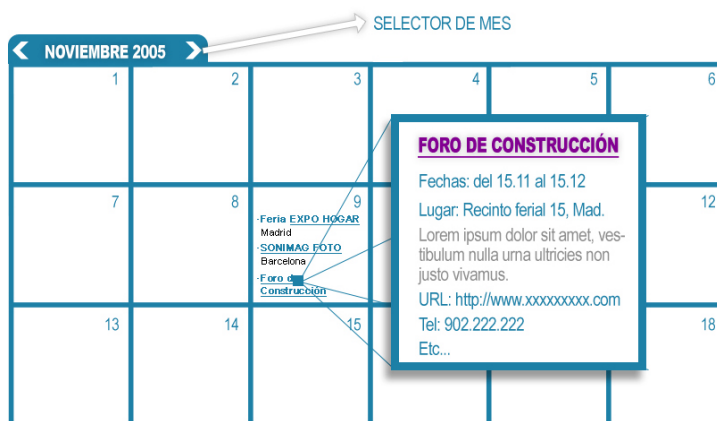 SELECTOR DE MES
NOVIEMBRE 2005
1
2
3
4
5
6
7
8
9
12
·Feria EXPO HOGAR
Madrid
·SONIMAG FOTO
Barcelona
·Foro de
Construcción
FORO DE CONSTRUCCIÓN
Fechas: del 15.11 al 15.12
Lugar: Recinto ferial 15, Mad.
Lorem ipsum dolor sit amet, ves-
tibulum nulla urna ultricies non
justo vivamus.
URL: http://www.xxxxxxxxx.com
Tel: 902.222.222
Etc...
13
14
15
18